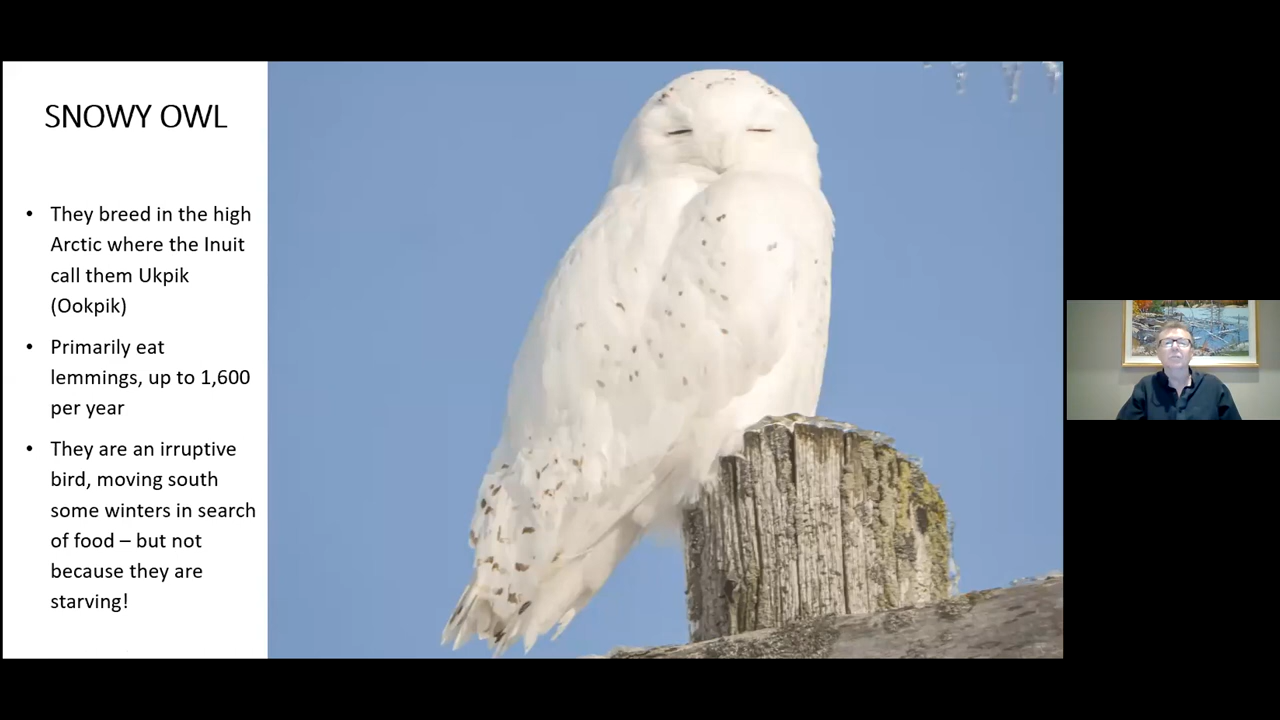 SNOWY OWL
• They breed in the high
Arctic where the Inuit
call them Ukpik
(Ookpik)
• Primarily eat
lemmings, up to 1,600
per year
• They are an irruptive
bird, moving south
some winters in search
of food – but not
because they are
starving!